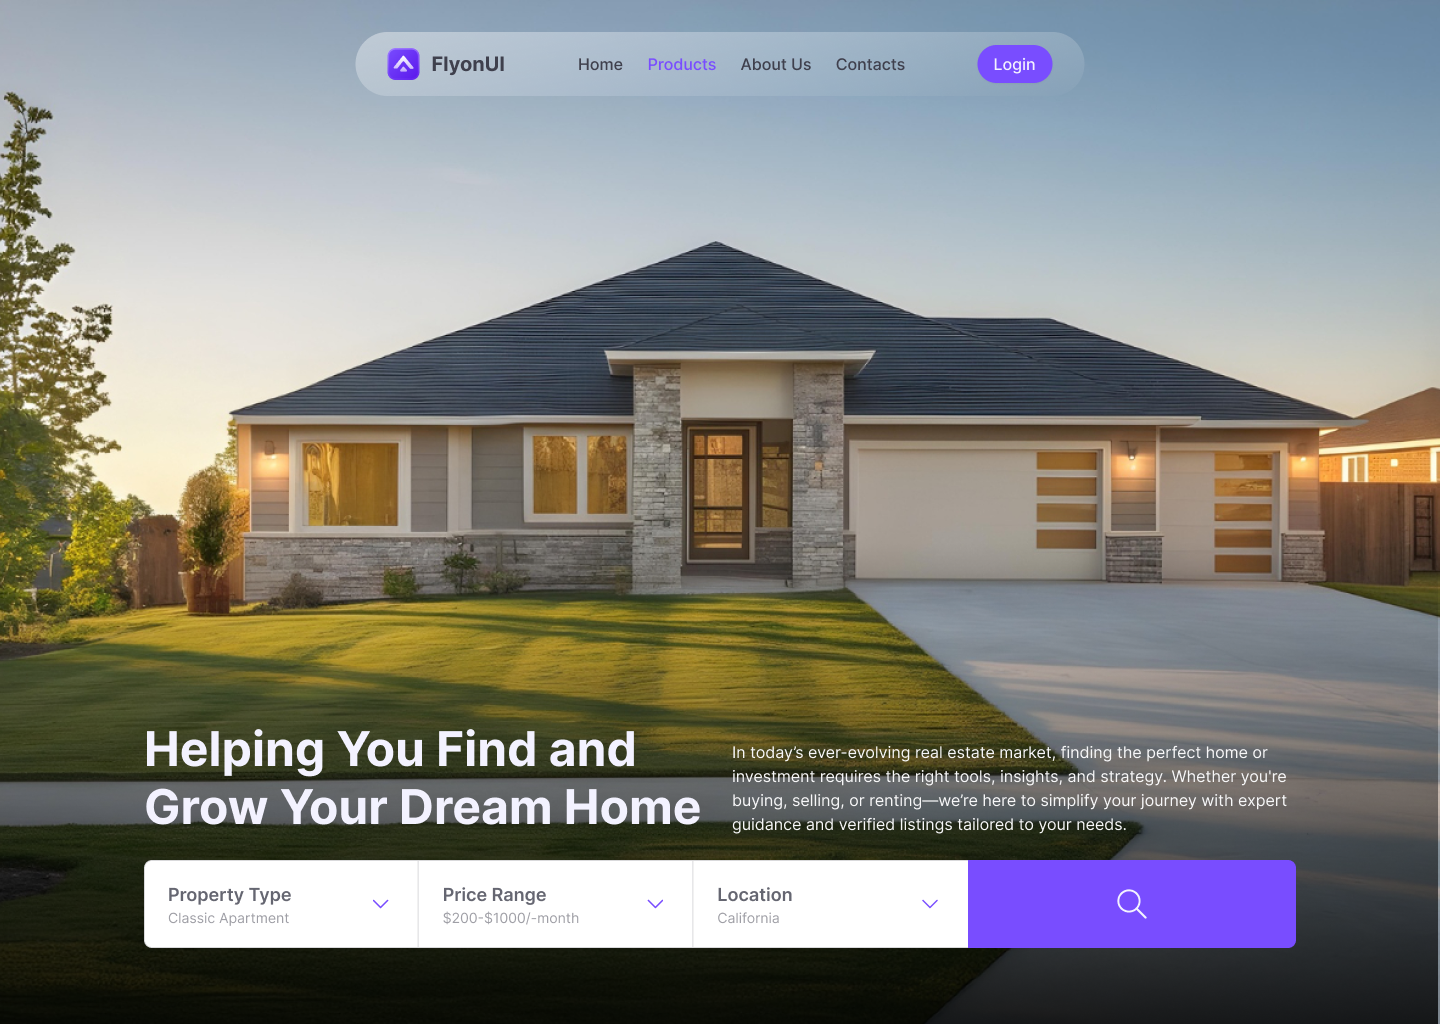 FlyonUI
Home Products About Us Contacts
Login
Helping You Find and
Grow Your Dream Home
In today’s ever-evolving real estate market, finding the perfect home or
investment requires the right tools, insights, and strategy. Whether you're
buying, selling, or renting—we’re here to simplify your journey with expert
guidance and verified listings tailored to your needs.
Property Type
Classic Apartment
Price Range
$200-$1000/-month
Location
California